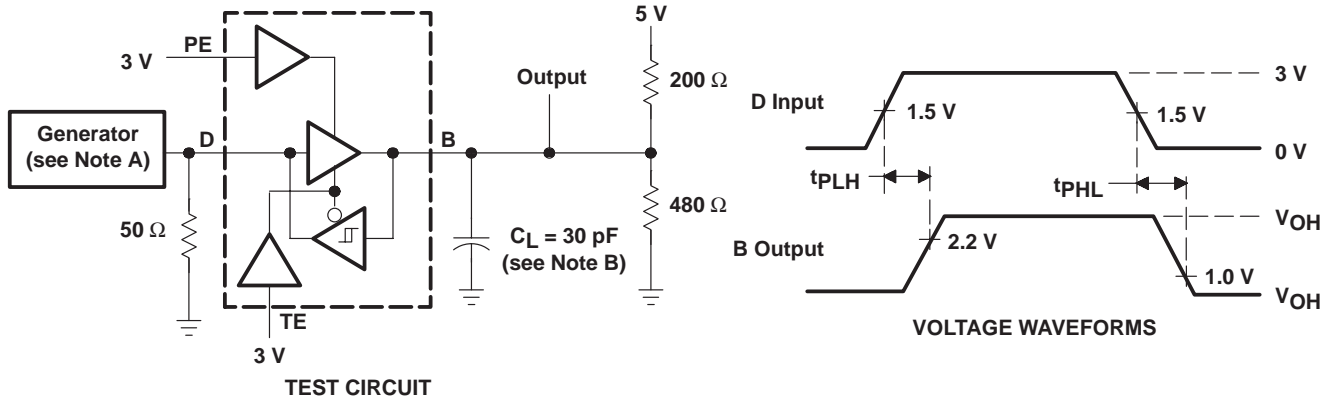 5 V
PE
3 V
Output
200 Ω
Generator
(see Note A)
D
B
50 Ω
480 Ω
CL = 30 pF
(see Note B)
TE
3 V
TEST CIRCUIT
D Input
3 V
1.5 V
1.5 V
0 V
tPLH
tPHL
VOH
B Output
2.2 V
1.0 V
VOH
VOLTAGE WAVEFORMS